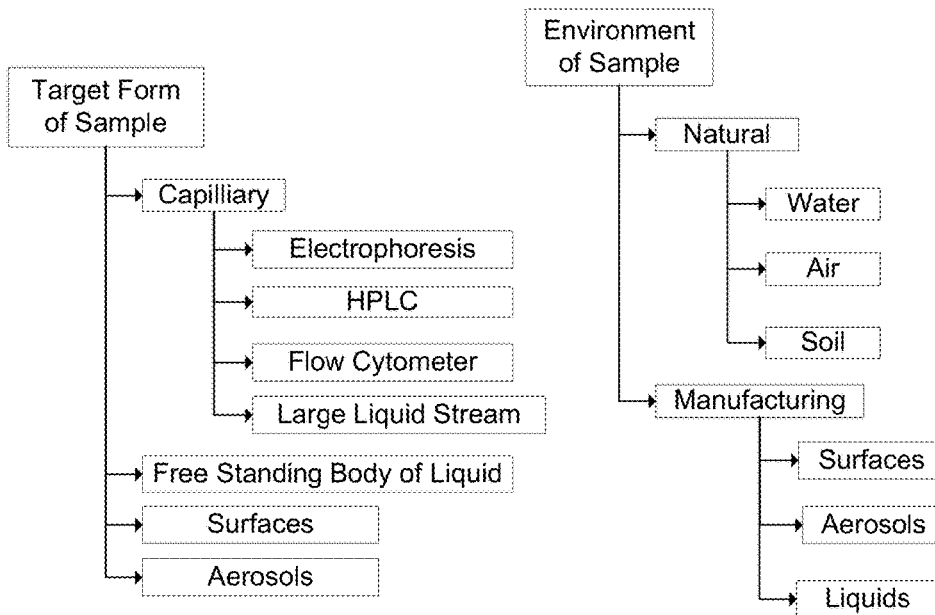 Target Form
of Sample
Capilliary
Electrophoresis
HPLC
Flow Cytometer
Large Liquid Stream
Free Standing Body of Liquid
Surfaces
Aerosols
Environment
of Sample
Natural
Water
Air
Soil
Manufacturing
Surfaces
Aerosols
Liquids